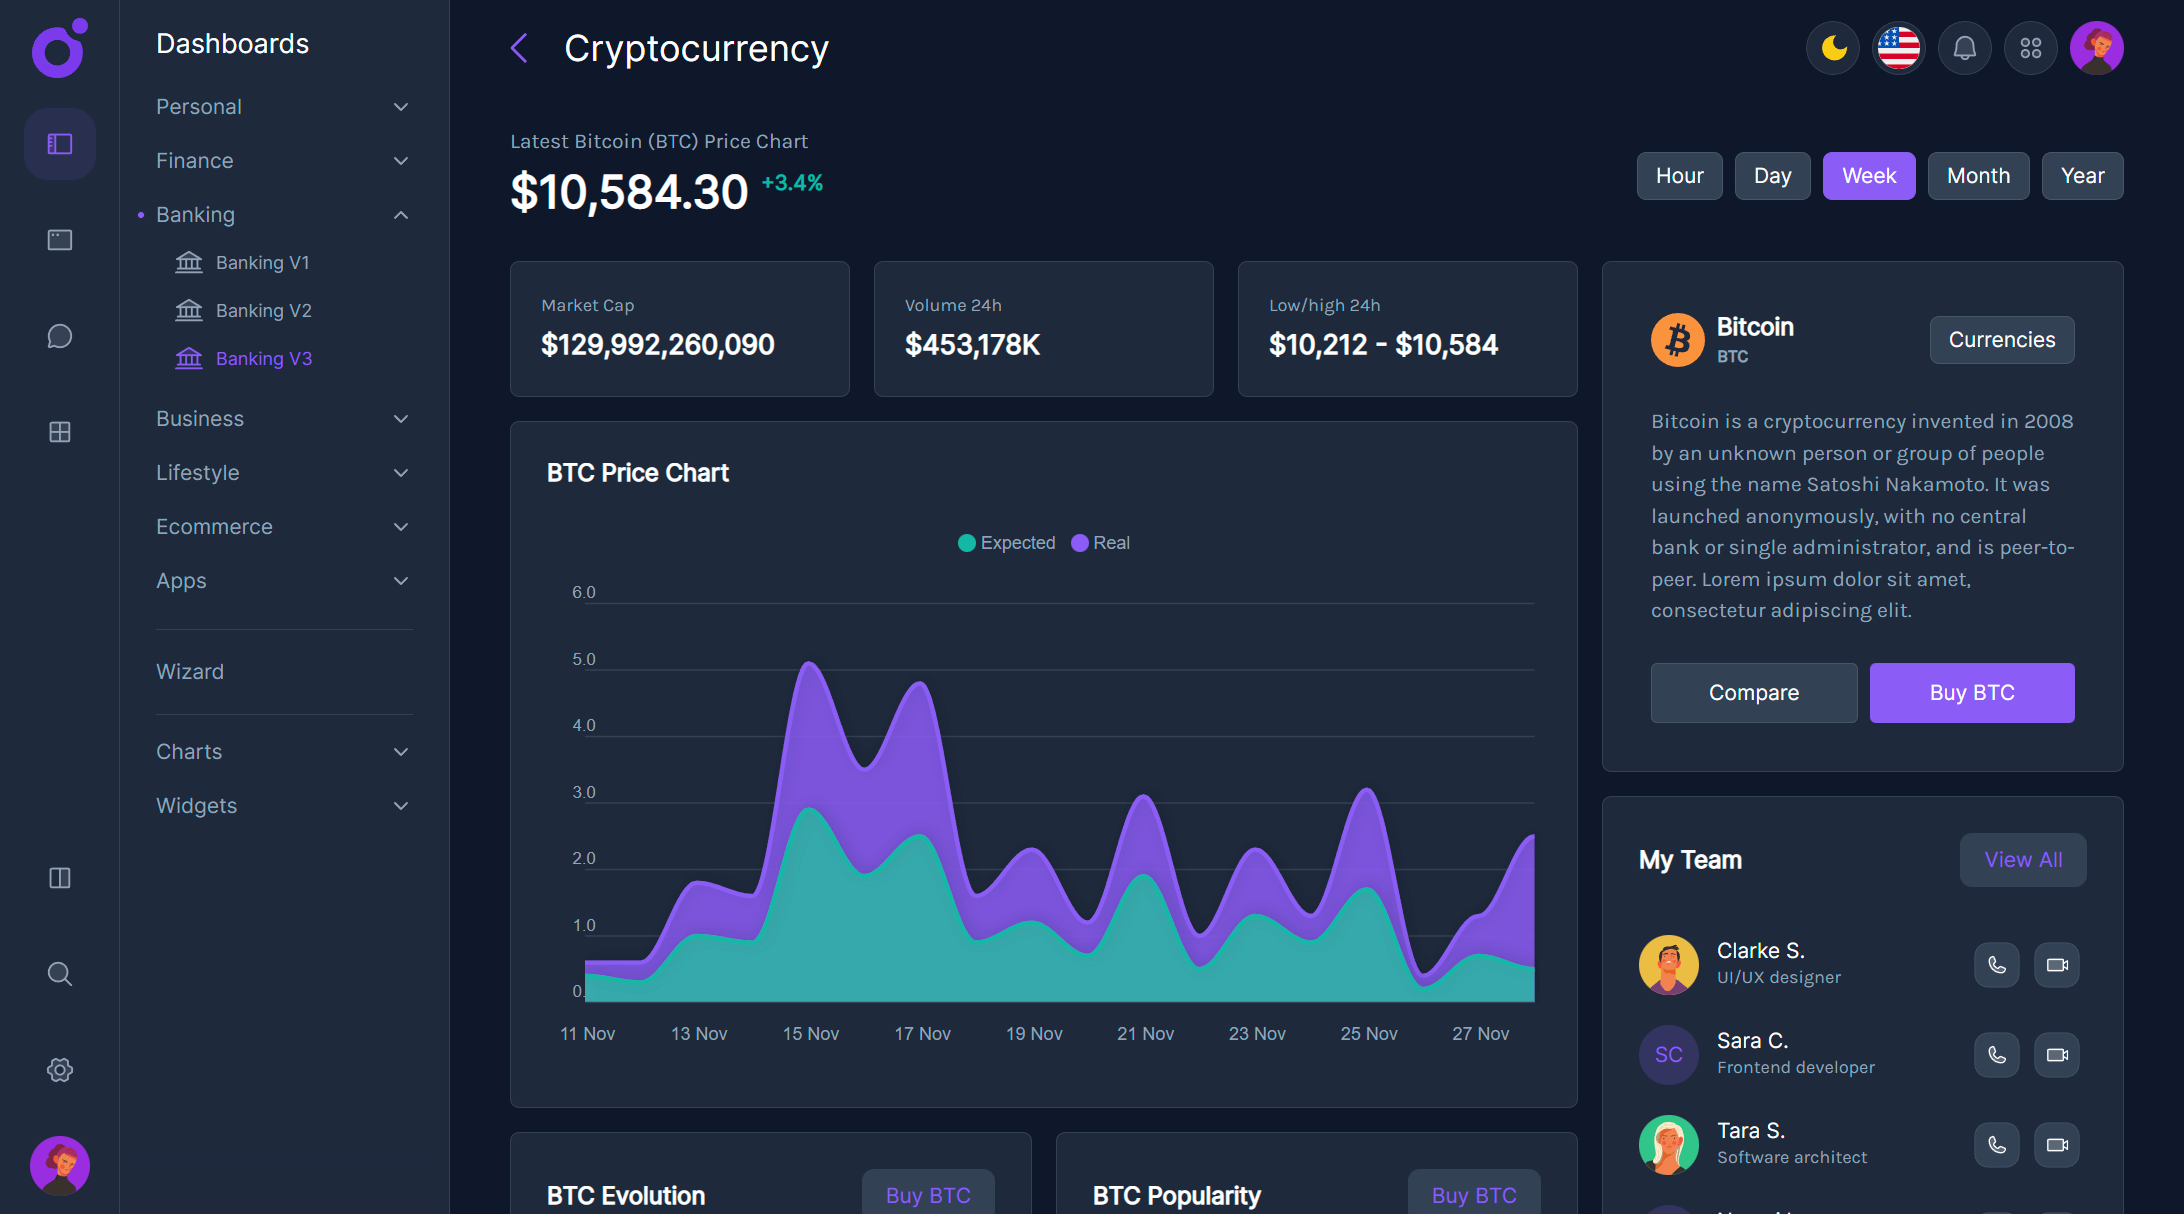 Dashboards
Personal
Finance
Banking
Banking V1
Banking V2
Banking V3
Business
Lifestyle
Ecommerce
Apps
Wizard
Charts
Widgets
Cryptocurrency
Latest Bitcoin (BTC) Price Chart
$10,584.30 +3.4%
Hour Day Week Month Year
Market Cap
$129,992,260,090
Volume 24h
$453,178K
Low/high 24h
$10,212 - $10,584
BTC Price Chart
Expected Real
6.0
5.0
4.0
3.0
2.0
1.0
0.
11 Nov 13 Nov 15 Nov 17 Nov 19 Nov 21 Nov 23 Nov 25 Nov 27 Nov
BTC Evolution Buy BTC
BTC Popularity Buy BTC
Bitcoin
BTC
Currencies
Bitcoin is a cryptocurrency invented in 2008
by an unknown person or group of people
using the name Satoshi Nakamoto. It was
launched anonymously, with no central
bank or single administrator, and is peer-to-
peer. Lorem ipsum dolor sit amet,
consectetur adipiscing elit.
Compare Buy BTC
My Team View All
Clarke S.
UI/UX designer
SC
Sara C.
Frontend developer
Tara S.
Software architect